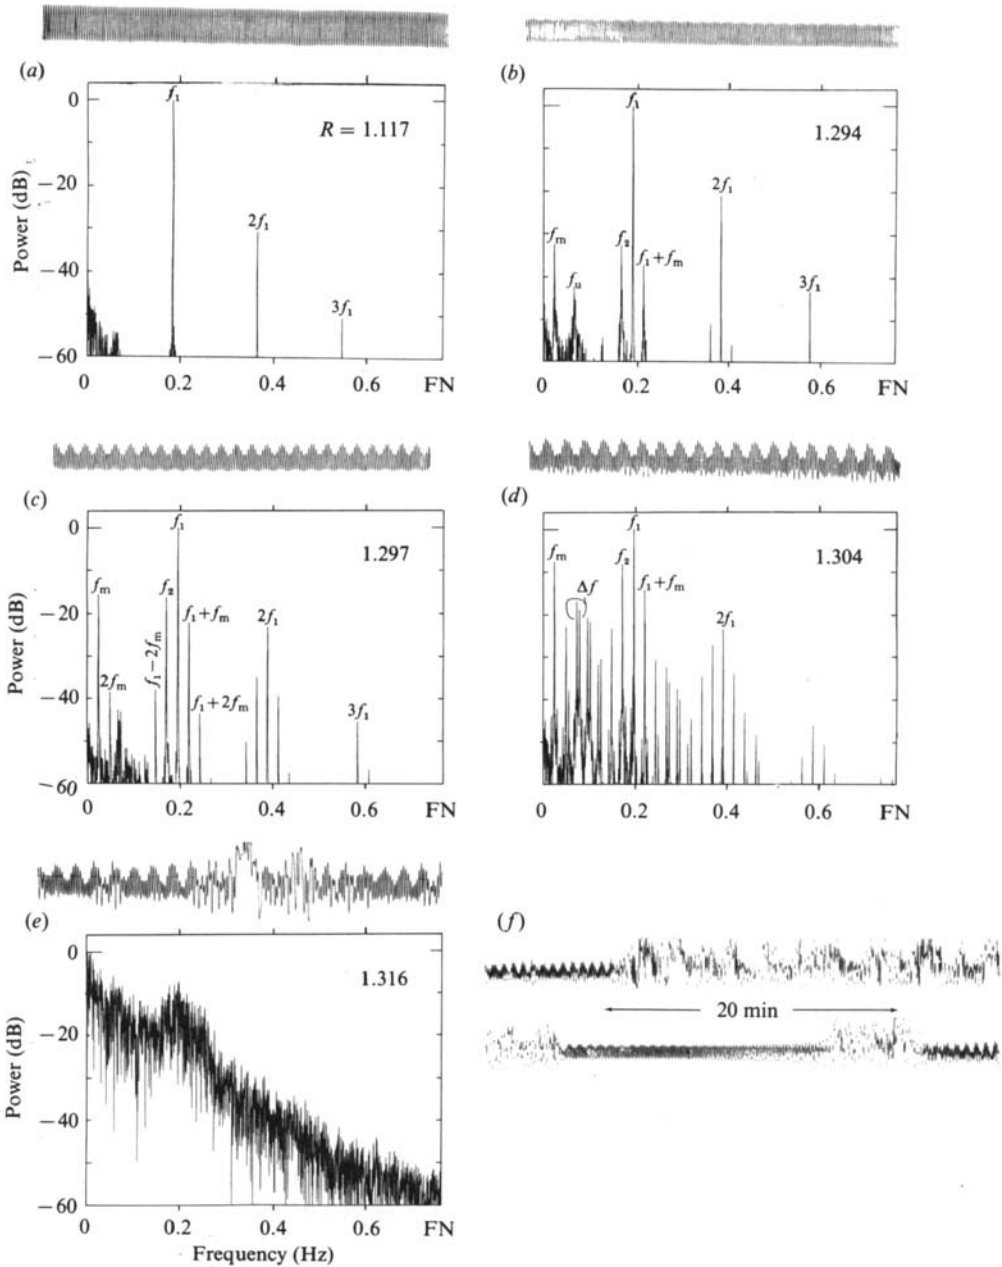 (a)
f₁
R = 1.117
2f₁
3f₁
Power (dB)
0
−20
−40
−60
0
0.2
0.4
0.6
FN
(b)
f₁
1.294
2f₁
fₘ
f₂
f₁ + fₘ
fᵤ
3f₁
0
0.2
0.4
0.6
FN
(c)
f₁
1.297
fₘ
f₂
f₁ + fₘ
2f₁
f₁ − 2fₘ
2fₘ
f₁ + 2fₘ
3f₁
Power (dB)
0
−20
−40
−60
0
0.2
0.4
0.6
FN
(d)
f₁
1.304
fₘ
f₂
f₁ + fₘ
Δf
2f₁
0
0.2
0.4
0.6
FN
(e)
1.316
Power (dB)
0
−20
−40
−60
0
0.2
0.4
0.6
FN
Frequency (Hz)
(f)
20 min